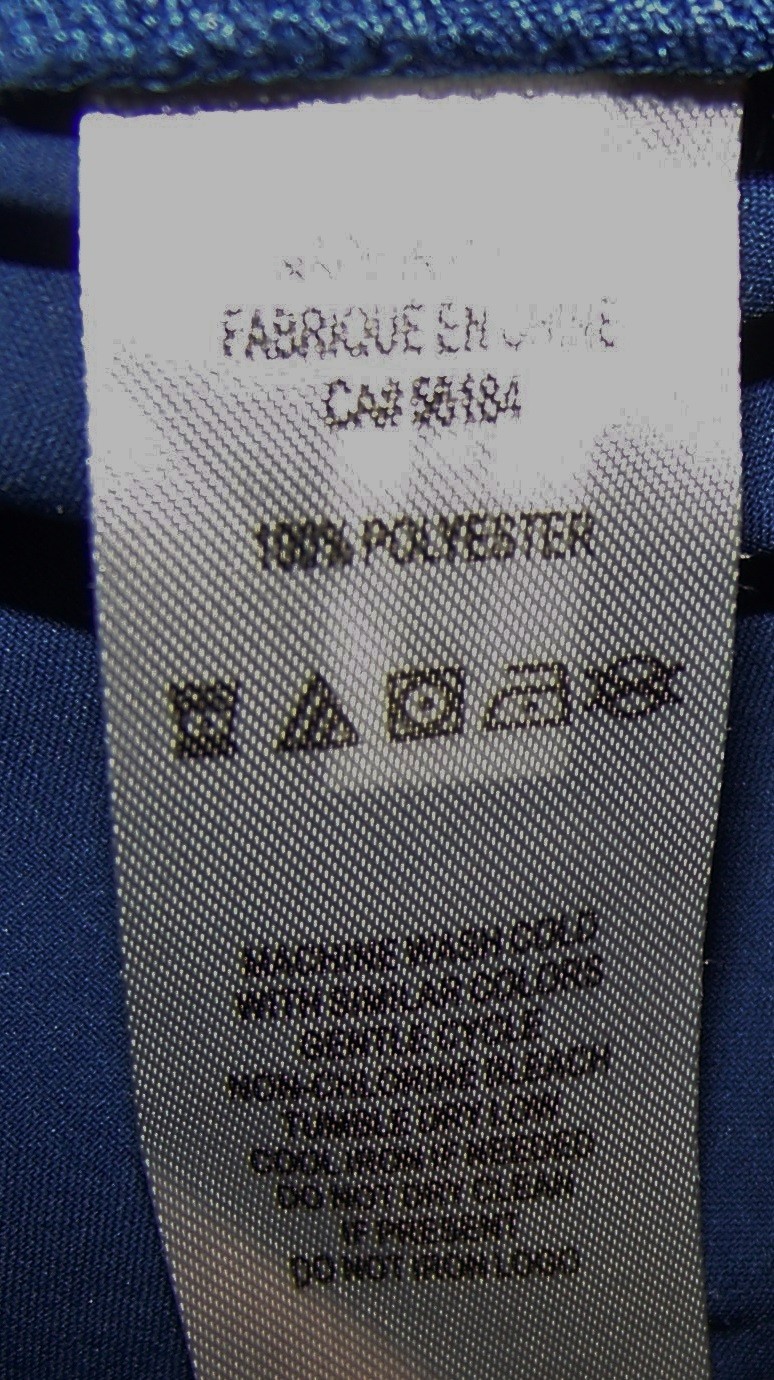 FABRIQUE EN CHINE
CA# 56184
100% POLYESTER
MACHINE WASH COLD
WITH SIMILAR COLORS
GENTLE CYCLE
NON-CHLORINE BLEACH
TUMBLE DRY LOW
COOL IRON IF NEEDED
DO NOT DRY CLEAN
IF PRESENT
DO NOT IRON LOGO